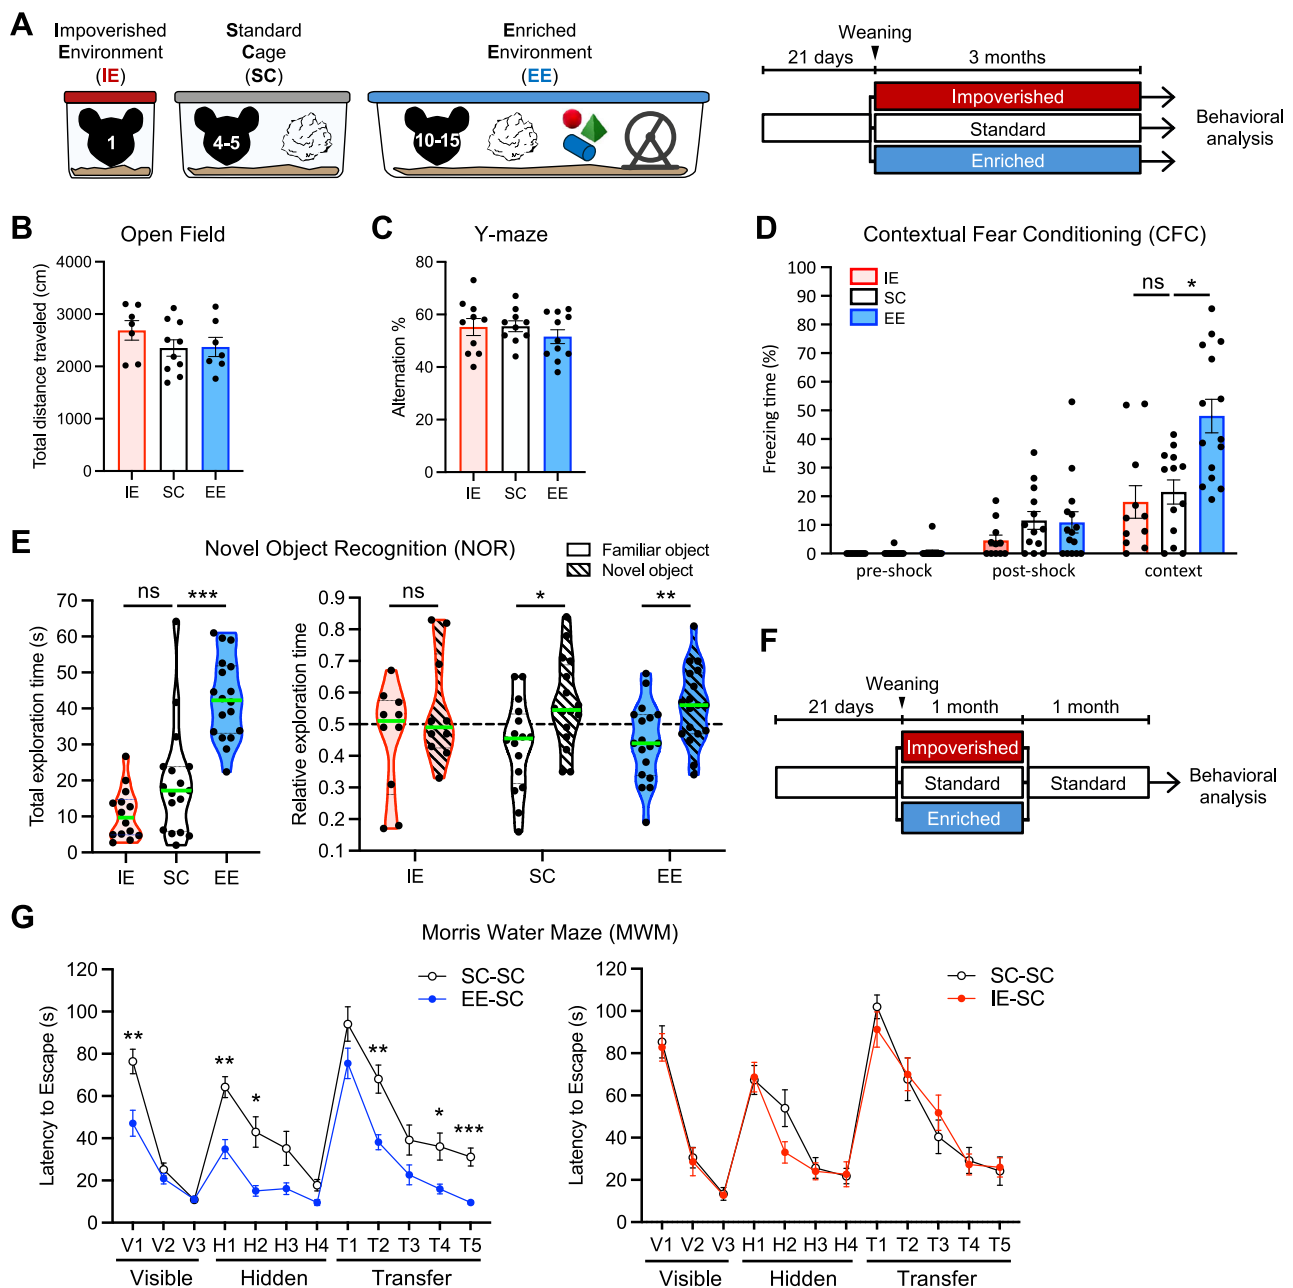 A
Impoverished
Environment
(IE)
Standard
Cage
(SC)
Enriched
Environment
(EE)
1
4-5
10-15
Weaning
21 days
3 months
Impoverished
Standard
Enriched
Behavioral
analysis
B
Open Field
Total distance traveled (cm)
4000
3000
2000
1000
0
IE
SC
EE
C
Y-maze
Alternation %
80
60
40
20
0
IE
SC
EE
D
Contextual Fear Conditioning (CFC)
IE
SC
EE
ns
*
Freezing time (%)
100
90
80
70
60
50
40
30
20
10
0
pre-shock
post-shock
context
E
Novel Object Recognition (NOR)
Familiar object
Novel object
Total exploration time (s)
70
60
50
40
30
20
10
0
ns
***
IE
SC
EE
Relative exploration time
0.9
0.8
0.7
0.6
0.5
0.4
0.3
0.2
0.1
ns
*
**
IE
SC
EE
F
Weaning
21 days
1 month
1 month
Impoverished
Standard
Enriched
Standard
Behavioral
analysis
G
Morris Water Maze (MWM)
Latency to Escape (s)
120
100
80
60
40
20
0
SC-SC
EE-SC
**
**
*
**
*
***
V1 V2 V3 H1 H2 H3 H4 T1 T2 T3 T4 T5
Visible
Hidden
Transfer
Latency to Escape (s)
120
100
80
60
40
20
0
SC-SC
IE-SC
V1 V2 V3 H1 H2 H3 H4 T1 T2 T3 T4 T5
Visible
Hidden
Transfer